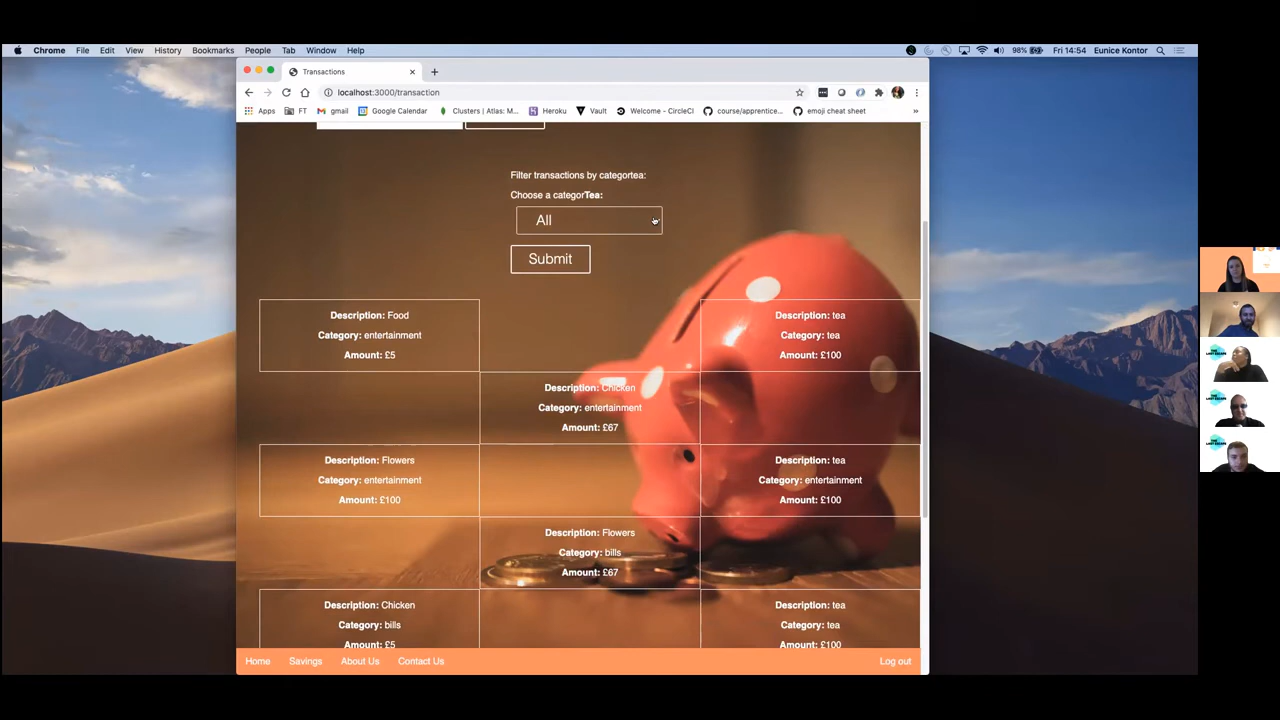 Chrome File Edit View History Bookmarks People Tab Window Help
98% Fri 14:54 Eunice Kontor
Transactions
localhost:3000/transaction
Apps FT gmail Google Calendar Clusters | Atlas: M... Heroku Vault Welcome - CircleCI course/apprentice... emoji cheat sheet »
Filter transactions by categortea:
Choose a categorTea:
All
Submit
Description: Food
Category: entertainment
Amount: £5
Description: tea
Category: tea
Amount: £100
Description: Chicken
Category: entertainment
Amount: £67
Description: Flowers
Category: entertainment
Amount: £100
Description: tea
Category: entertainment
Amount: £100
Description: Flowers
Category: bills
Amount: £67
Description: Chicken
Category: bills
Amount: £5
Description: tea
Category: tea
Amount: £100
Home Savings About Us Contact Us Log out